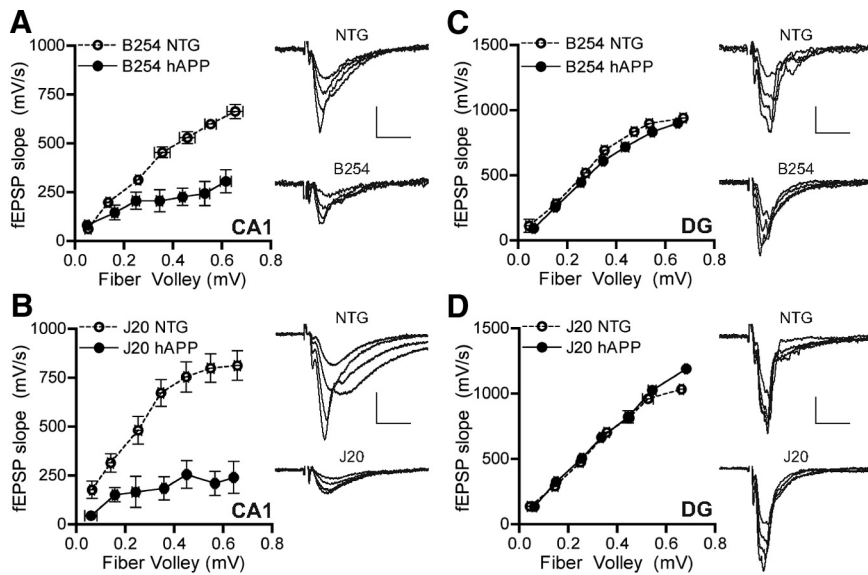 A
1000
750
500
250
0
fEPSP slope (mV/s)
B254 NTG
B254 hAPP
CA1
0.0 0.2 0.4 0.6 0.8
Fiber Volley (mV)
NTG
B254
C
1500
1000
500
0
fEPSP slope (mV/s)
B254 NTG
B254 hAPP
DG
0.0 0.2 0.4 0.6 0.8
Fiber Volley (mV)
NTG
B254
B
1000
750
500
250
0
fEPSP slope (mV/s)
J20 NTG
J20 hAPP
CA1
0.0 0.2 0.4 0.6 0.8
Fiber Volley (mV)
NTG
J20
D
1500
1000
500
0
fEPSP slope (mV/s)
J20 NTG
J20 hAPP
DG
0.0 0.2 0.4 0.6 0.8
Fiber Volley (mV)
NTG
J20